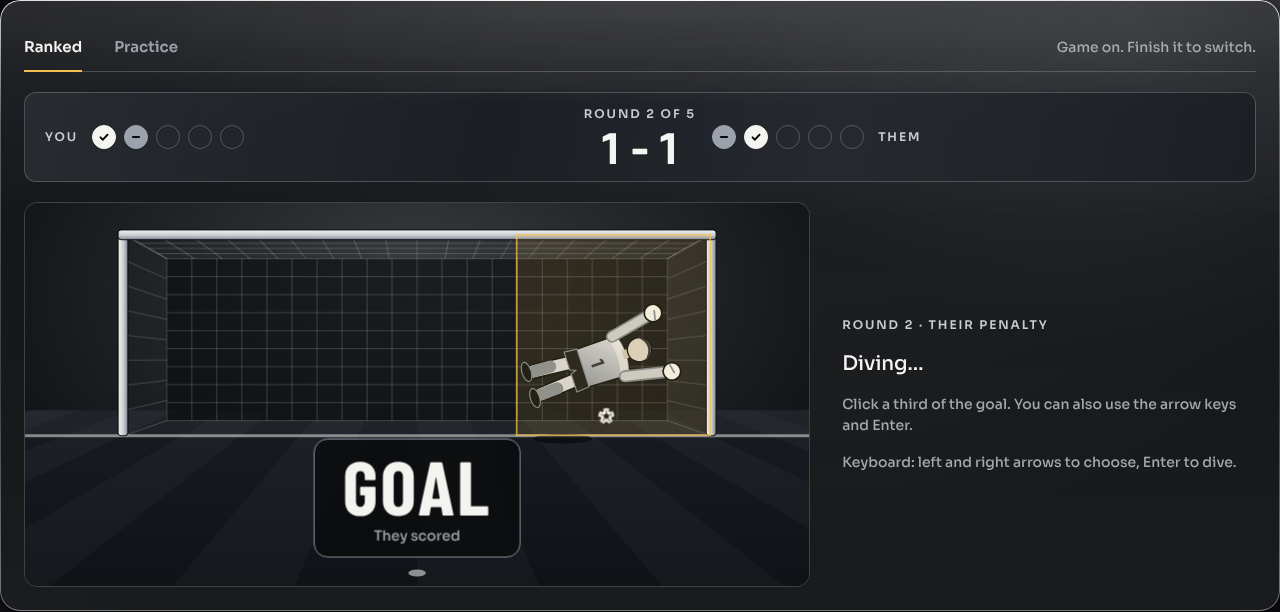 Ranked
Practice
Game on. Finish it to switch.
YOU
ROUND 2 OF 5
1 - 1
THEM
1
GOAL
They scored
ROUND 2 · THEIR PENALTY
Diving...
Click a third of the goal. You can also use the arrow keys
and Enter.
Keyboard: left and right arrows to choose, Enter to dive.